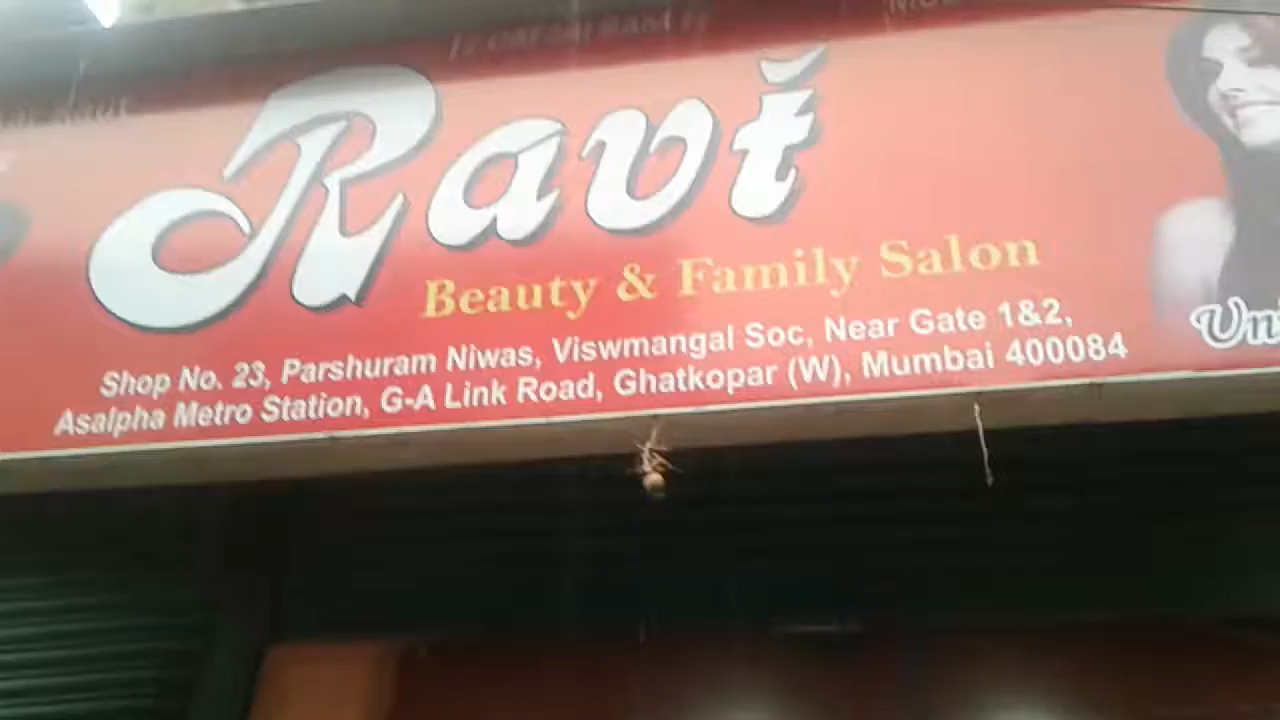 Ravi
Beauty & Family Salon
Shop No. 23, Parshuram Niwas, Viswmangal Soc, Near Gate 1&2,
Asalpha Metro Station, G-A Link Road, Ghatkopar (W), Mumbai 400084